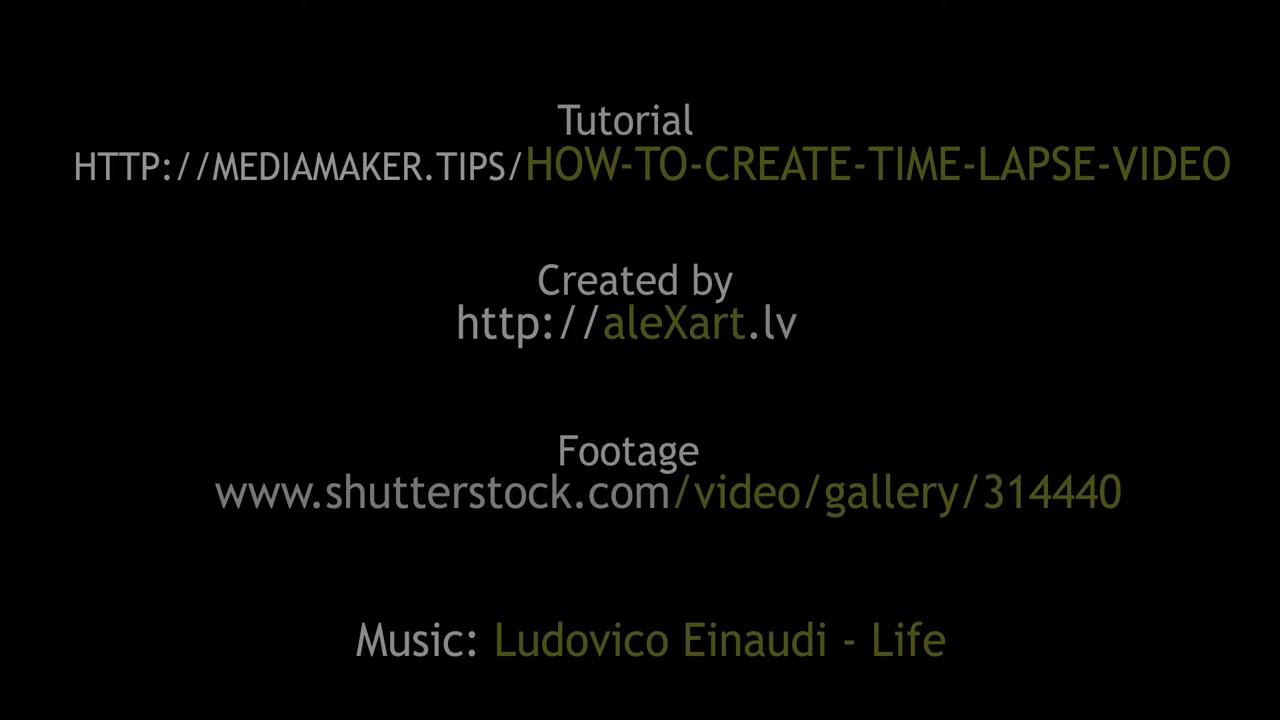 Tutorial
HTTP://MEDIAMAKER.TIPS/HOW-TO-CREATE-TIME-LAPSE-VIDEO
Created by
http://aleXart.lv
Footage
www.shutterstock.com/video/gallery/314440
Music: Ludovico Einaudi - Life